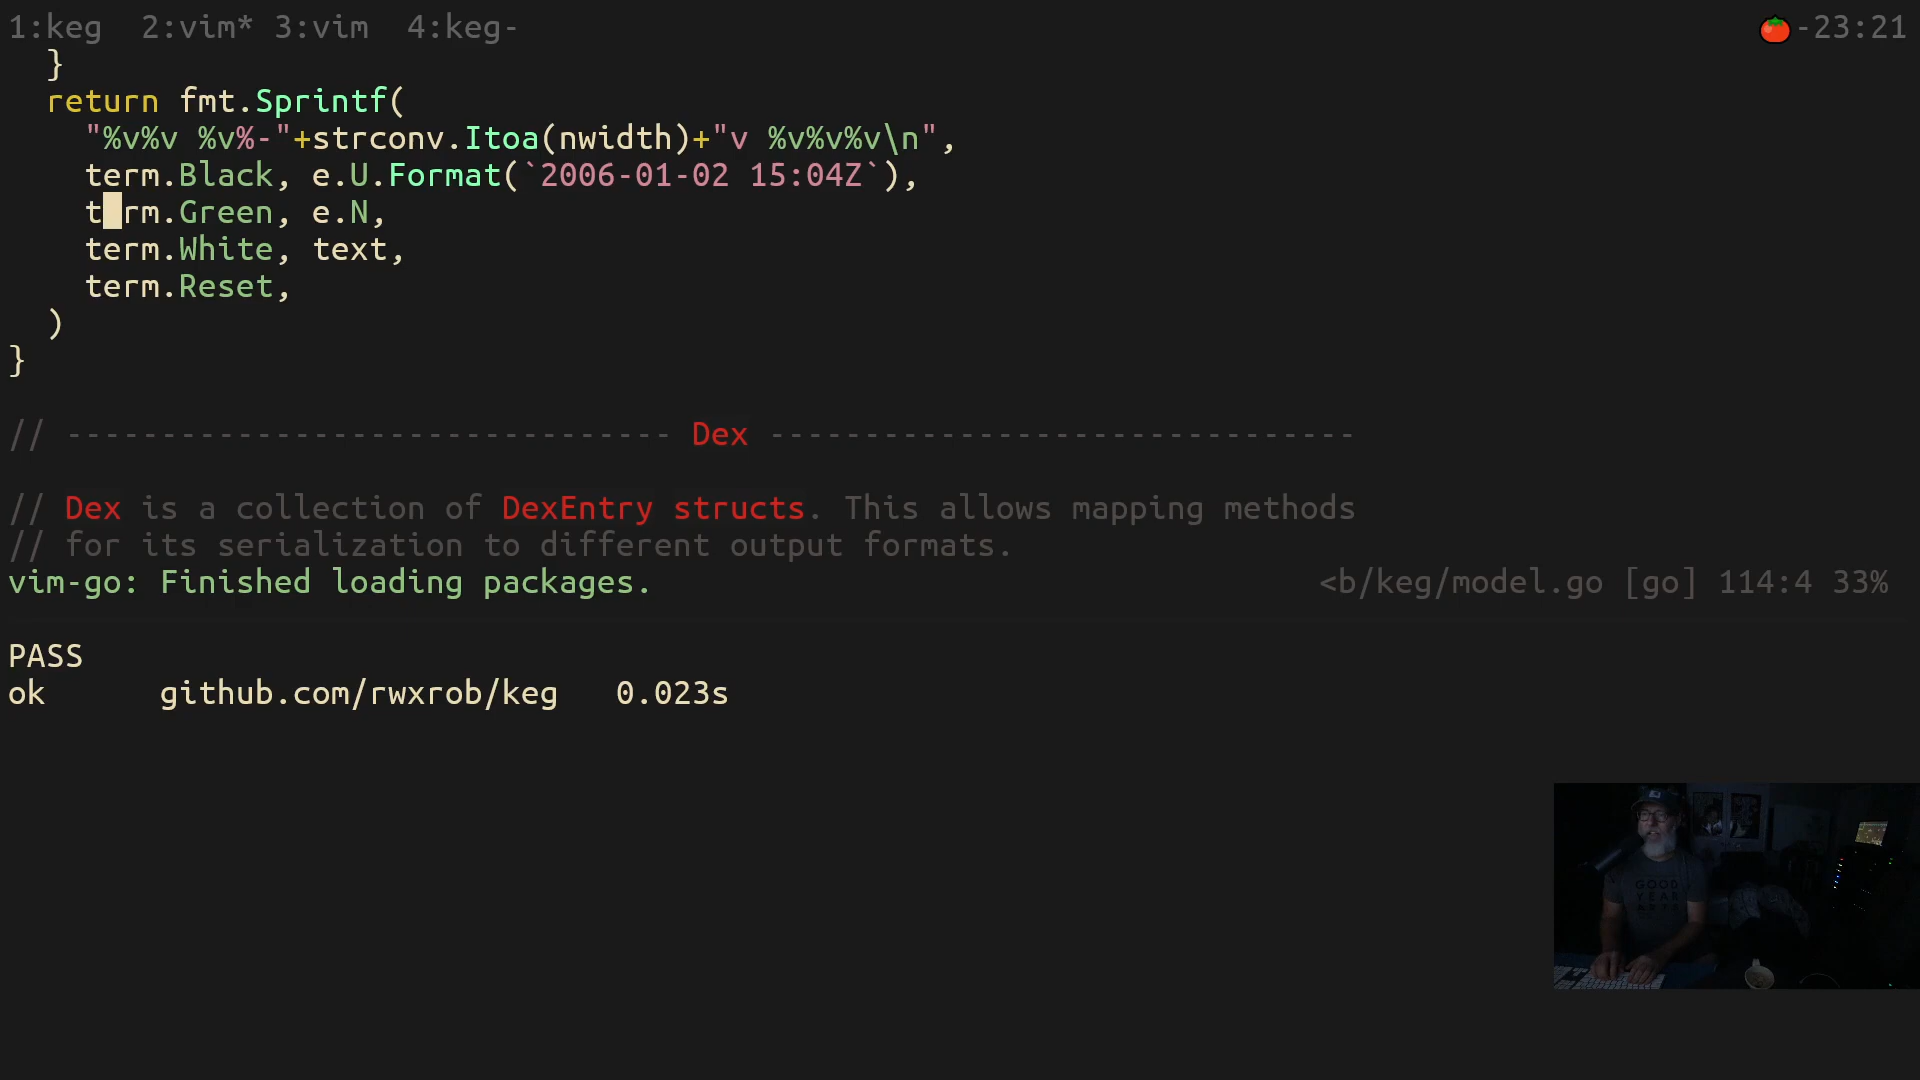 1:keg  2:vim* 3:vim  4:keg-
-23:21
  }
  return fmt.Sprintf(
    "%v%v %v%-"+strconv.Itoa(nwidth)+"v %v%v%v\n",
    term.Black, e.U.Format(`2006-01-02 15:04Z`),
    term.Green, e.N,
    term.White, text,
    term.Reset,
  )
}
// -------------------------------- Dex -------------------------------
// Dex is a collection of DexEntry structs. This allows mapping methods
// for its serialization to different output formats.
vim-go: Finished loading packages.
<b/keg/model.go [go] 114:4 33%
PASS
ok      github.com/rwxrob/keg   0.023s
GOOD
YEAR